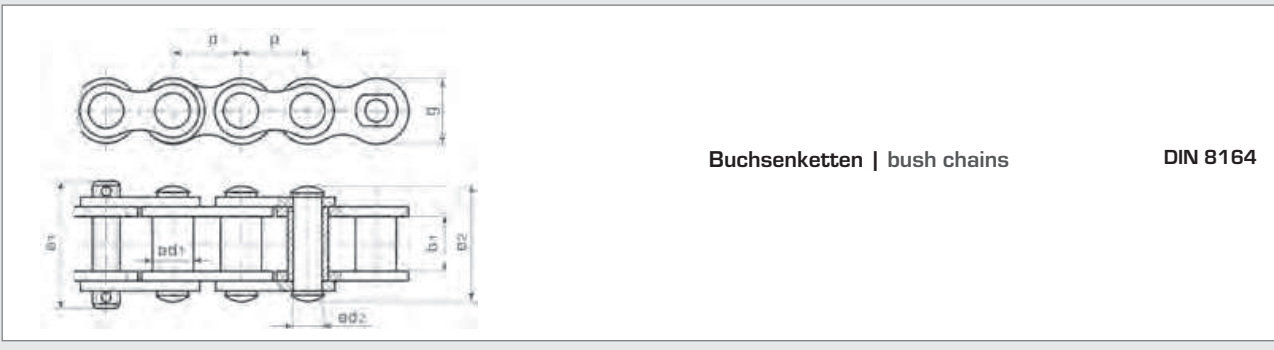 p p
g
Buchsenketten | bush chains
DIN 8164
a1
ød1
b1
a2
ød2